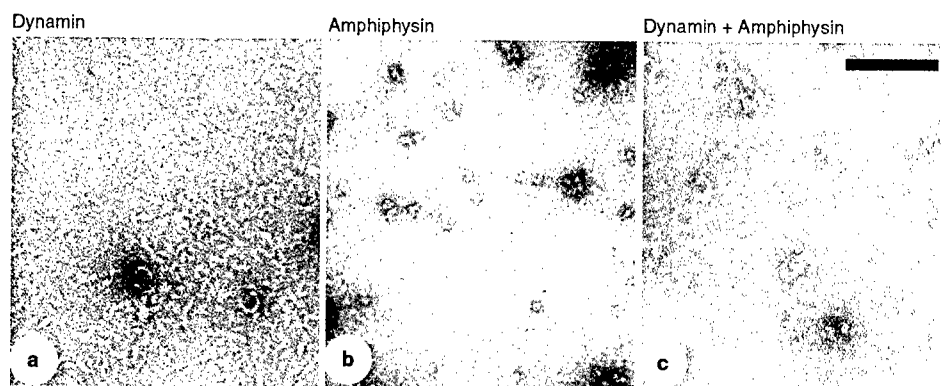 Dynamin
Amphiphysin
Dynamin + Amphiphysin
a
b
c